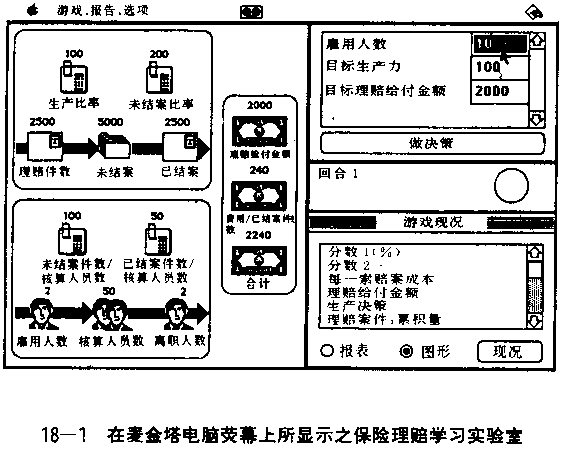 游戏.报告.选项
100
200
生产比率
未结案比率
2500
5000
2500
理赔件数
未结案
已结案
2000
理赔给付金额
240
费用/已结案件数
2240
合计
100
50
未结案件数/
核算人员数
已结案件数/
核算人员数
7
50
2
雇用人数
核算人员数
离职人数
雇用人数
10
目标生产力
100
目标理赔给付金额
2000
做决策
回合 1
游戏现况
分数 1(%)
分数 2
每一索赔案成本
理赔给付金额
生产决策
理赔案件:累积量
报表
图形
现况
18—1 在麦金塔电脑荧幕上所显示之保险理赔学习实验室